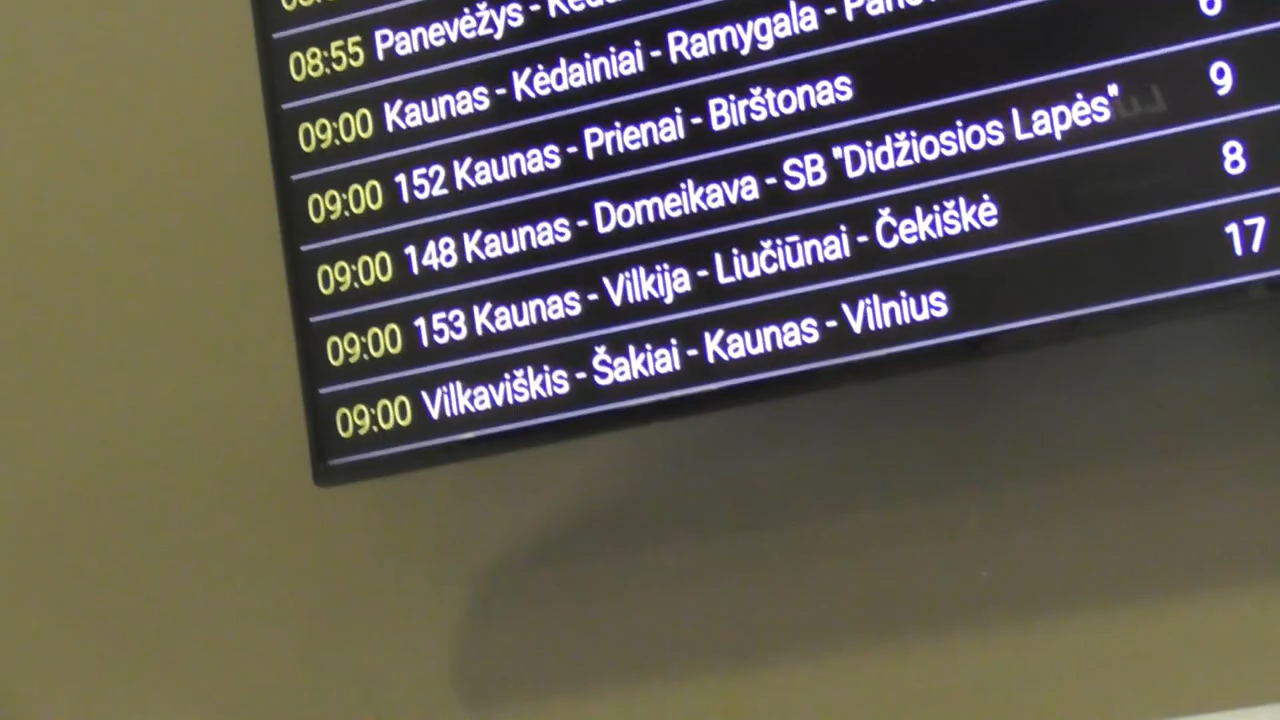 08:55 Panevėžys -
09:00 Kaunas - Kėdainiai - Ramygala -
09:00 152 Kaunas - Prienai - Birštonas 6
09:00 148 Kaunas - Domeikava - SB "Didžiosios Lapės" 9
09:00 153 Kaunas - Vilkija - Liučiūnai - Čekiškė 8
09:00 Vilkaviškis - Šakiai - Kaunas - Vilnius 17